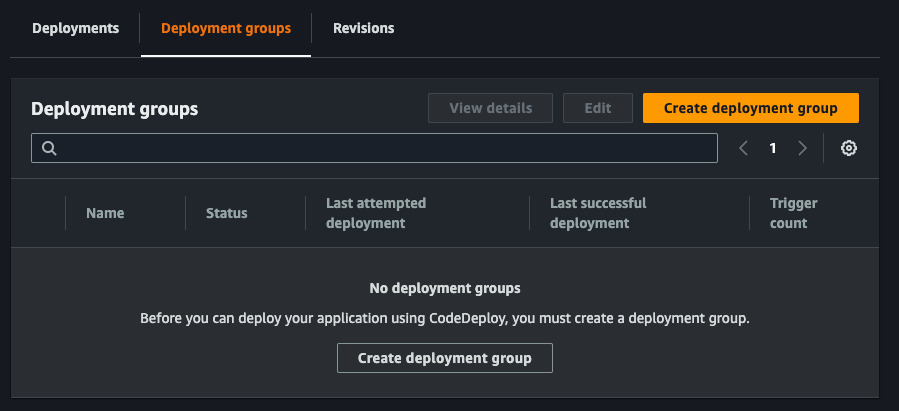 Deployments Deployment groups Revisions
Deployment groups View details Edit Create deployment group
1
Name Status Last attempted deployment Last successful deployment Trigger count
No deployment groups
Before you can deploy your application using CodeDeploy, you must create a deployment group.
Create deployment group